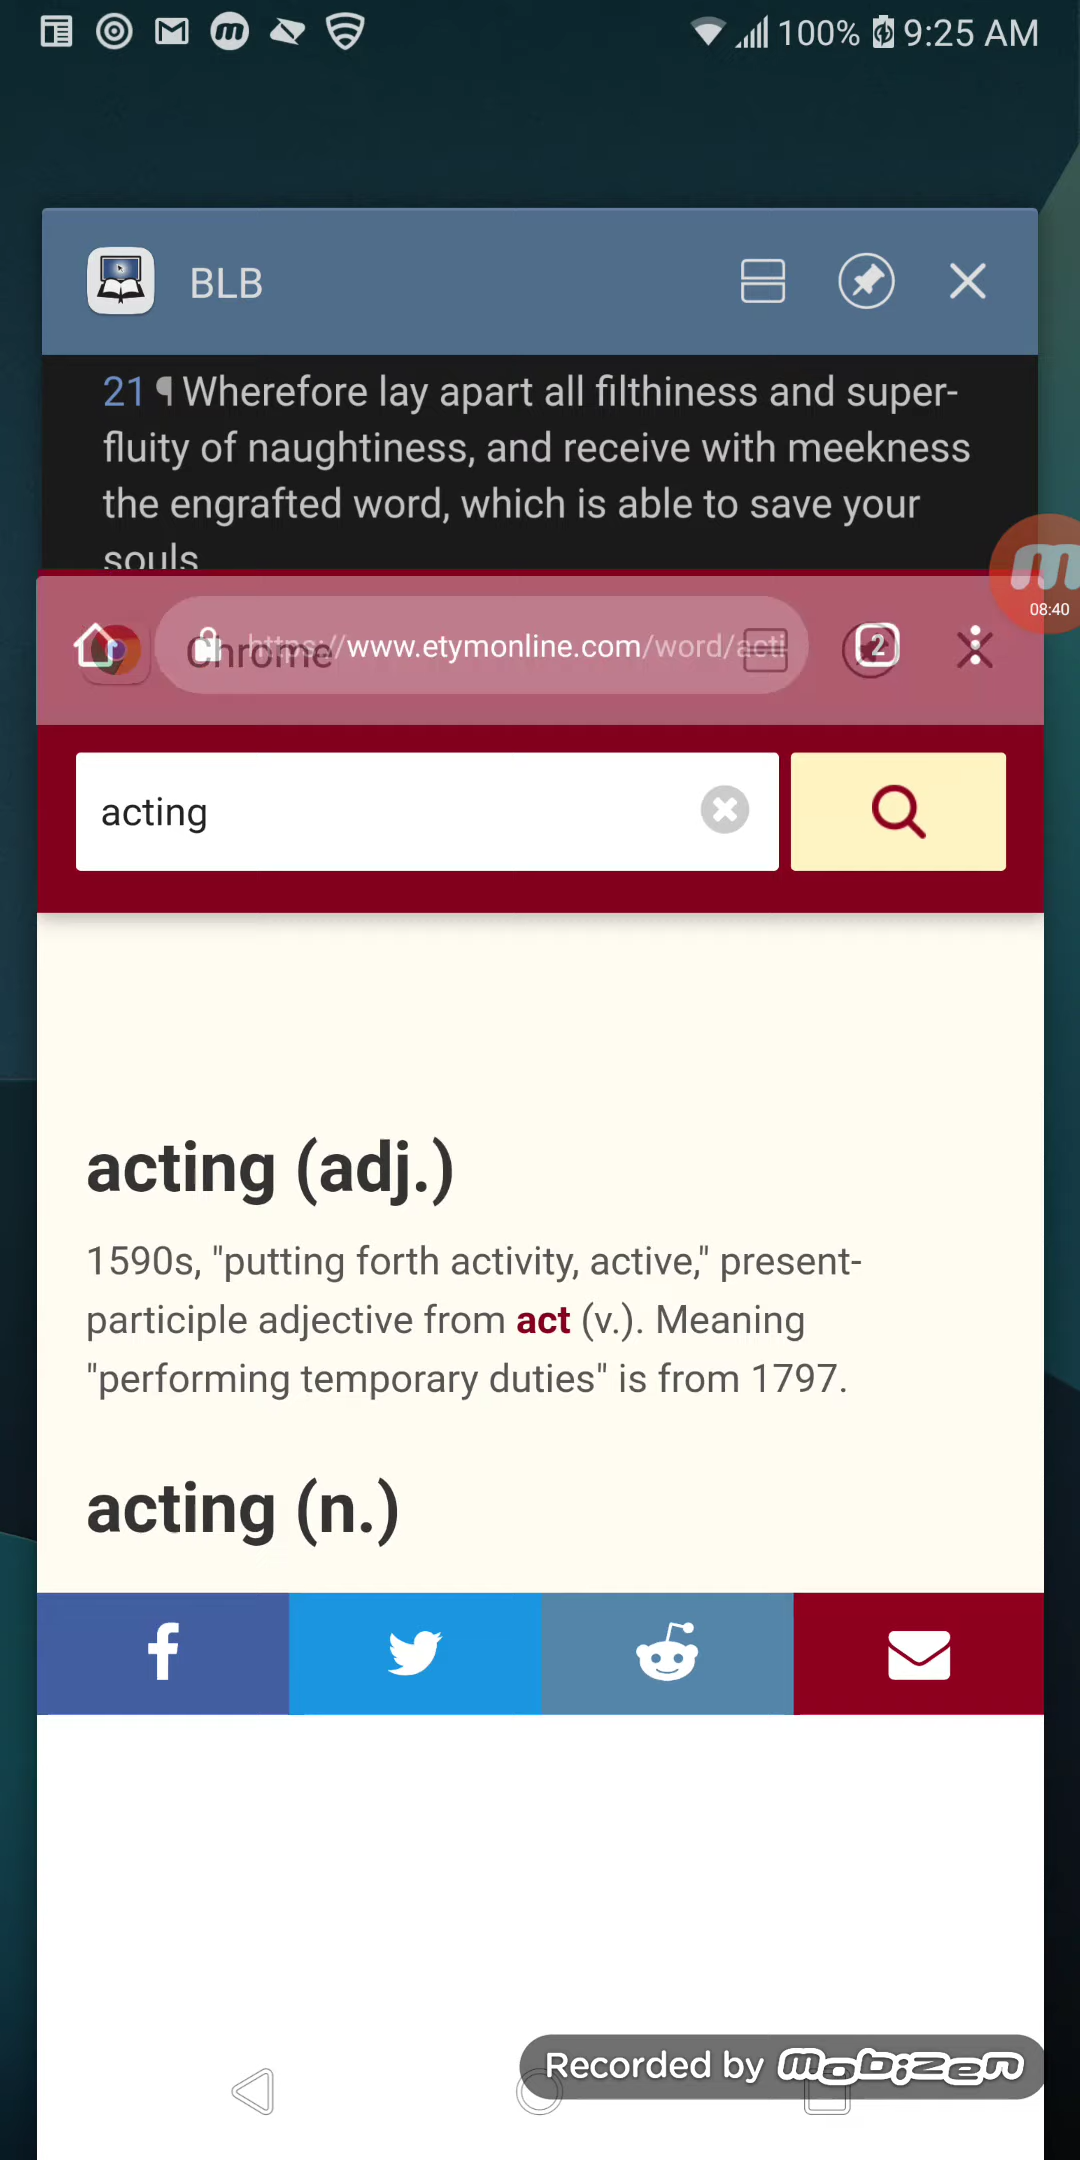 100% 9:25 AM
BLB
21 ¶ Wherefore lay apart all filthiness and super-
fluity of naughtiness, and receive with meekness
the engrafted word, which is able to save your
souls
m
08:40
Chrome
https://www.etymonline.com/word/acti
2
acting
acting (adj.)
1590s, "putting forth activity, active," present-
participle adjective from act (v.). Meaning
"performing temporary duties" is from 1797.
acting (n.)
Recorded by mobizen